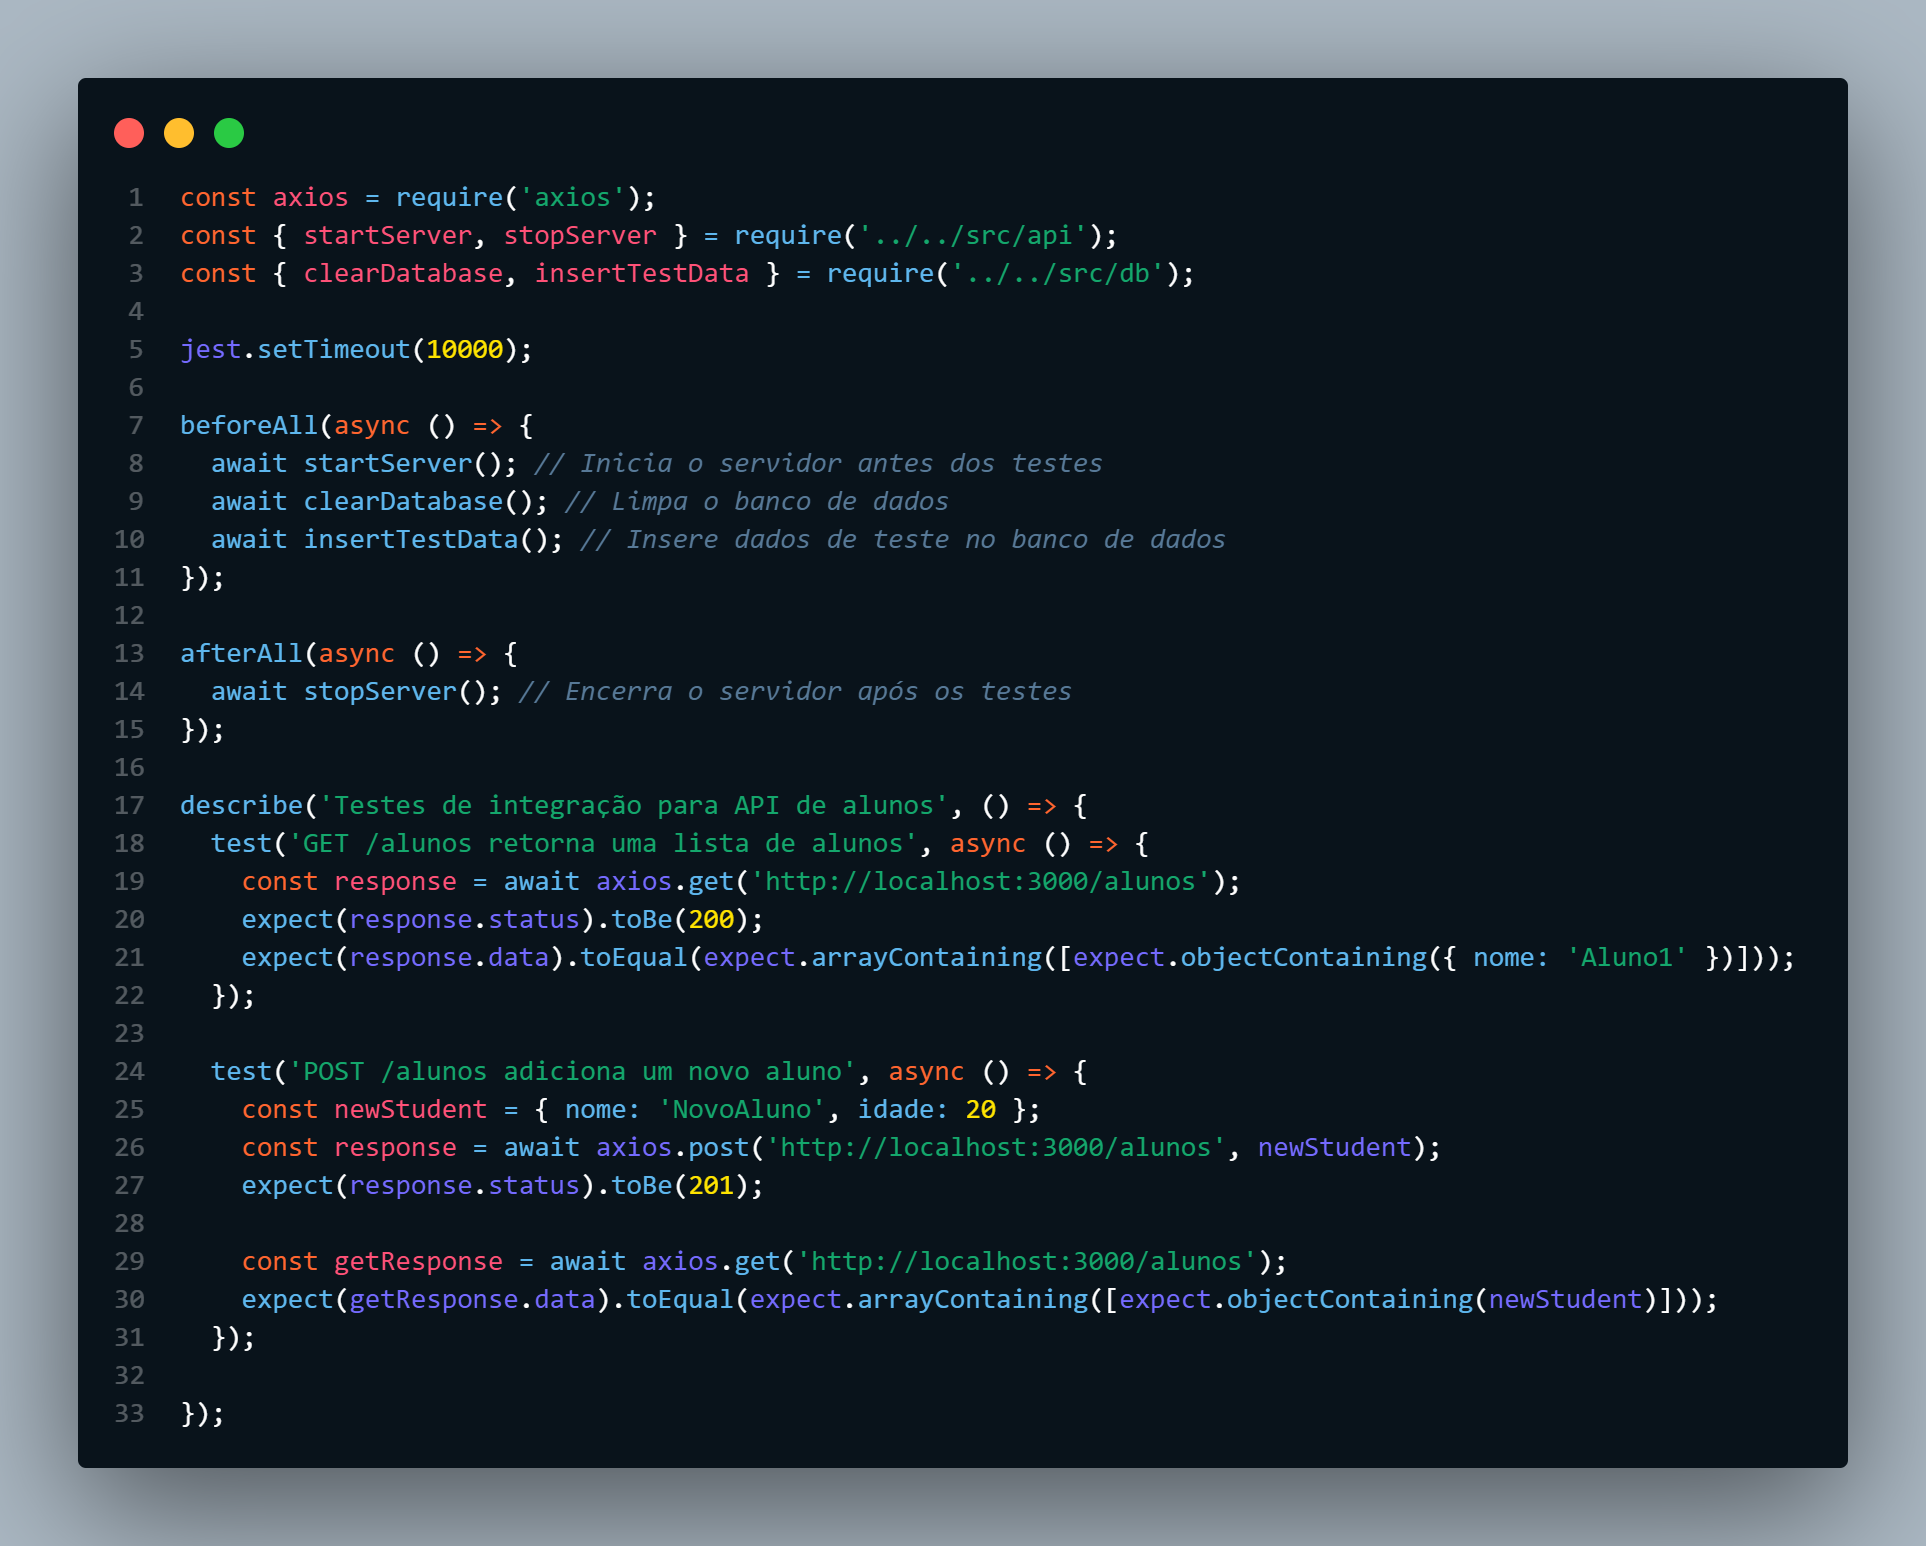 1 const axios = require('axios');
2 const { startServer, stopServer } = require('../../src/api');
3 const { clearDatabase, insertTestData } = require('../../src/db');
4
5 jest.setTimeout(10000);
6
7 beforeAll(async () => {
8   await startServer(); // Inicia o servidor antes dos testes
9   await clearDatabase(); // Limpa o banco de dados
10   await insertTestData(); // Insere dados de teste no banco de dados
11 });
12
13 afterAll(async () => {
14   await stopServer(); // Encerra o servidor após os testes
15 });
16
17 describe('Testes de integração para API de alunos', () => {
18   test('GET /alunos retorna uma lista de alunos', async () => {
19     const response = await axios.get('http://localhost:3000/alunos');
20     expect(response.status).toBe(200);
21     expect(response.data).toEqual(expect.arrayContaining([expect.objectContaining({ nome: 'Aluno1' })]));
22   });
23
24   test('POST /alunos adiciona um novo aluno', async () => {
25     const newStudent = { nome: 'NovoAluno', idade: 20 };
26     const response = await axios.post('http://localhost:3000/alunos', newStudent);
27     expect(response.status).toBe(201);
28
29     const getResponse = await axios.get('http://localhost:3000/alunos');
30     expect(getResponse.data).toEqual(expect.arrayContaining([expect.objectContaining(newStudent)]));
31   });
32
33 });